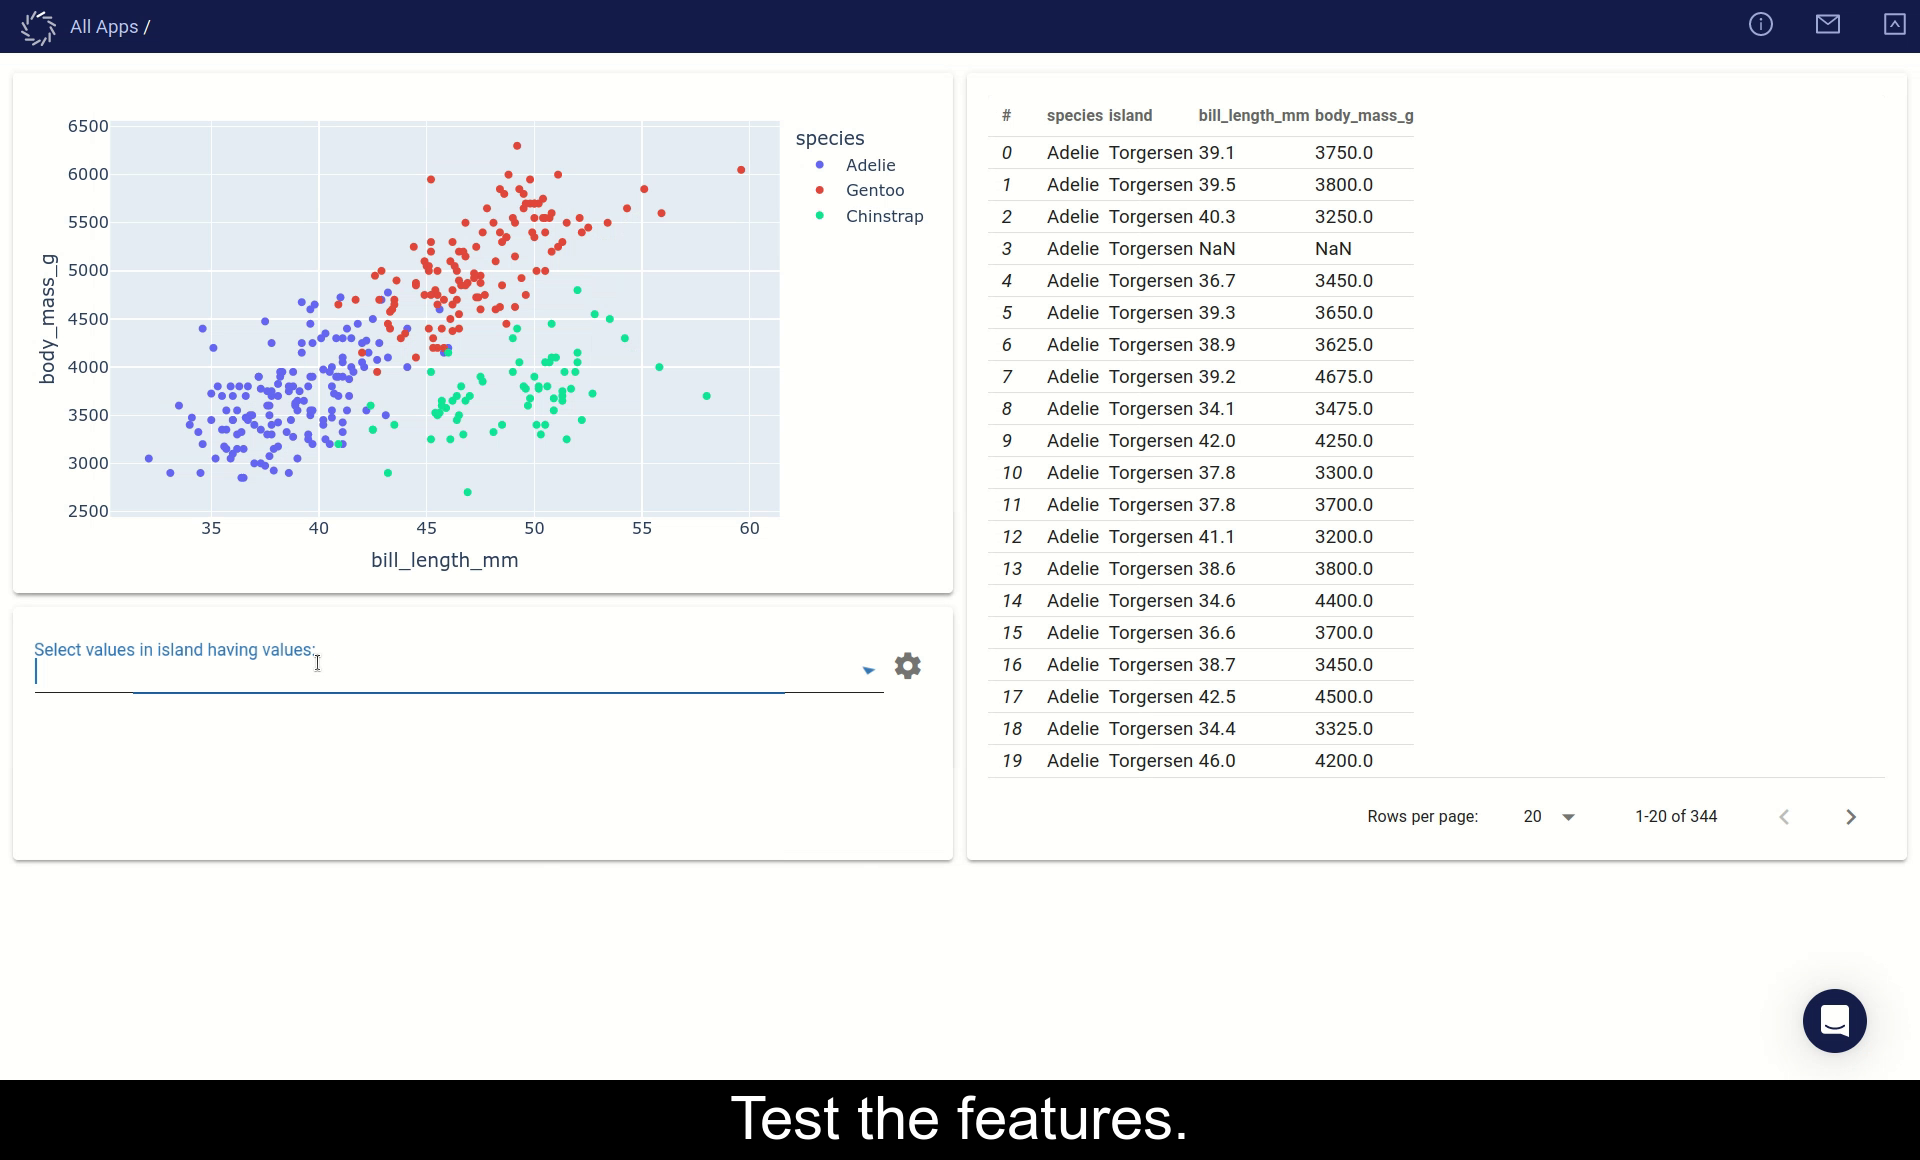 All Apps /
6500
6000
5500
5000
4500
4000
3500
3000
2500
body_mass_g
35 40 45 50 55 60
bill_length_mm
species
Adelie
Gentoo
Chinstrap
Select values in island having values:
# species island bill_length_mm body_mass_g
0 Adelie Torgersen 39.1 3750.0
1 Adelie Torgersen 39.5 3800.0
2 Adelie Torgersen 40.3 3250.0
3 Adelie Torgersen NaN NaN
4 Adelie Torgersen 36.7 3450.0
5 Adelie Torgersen 39.3 3650.0
6 Adelie Torgersen 38.9 3625.0
7 Adelie Torgersen 39.2 4675.0
8 Adelie Torgersen 34.1 3475.0
9 Adelie Torgersen 42.0 4250.0
10 Adelie Torgersen 37.8 3300.0
11 Adelie Torgersen 37.8 3700.0
12 Adelie Torgersen 41.1 3200.0
13 Adelie Torgersen 38.6 3800.0
14 Adelie Torgersen 34.6 4400.0
15 Adelie Torgersen 36.6 3700.0
16 Adelie Torgersen 38.7 3450.0
17 Adelie Torgersen 42.5 4500.0
18 Adelie Torgersen 34.4 3325.0
19 Adelie Torgersen 46.0 4200.0
Rows per page: 20 1-20 of 344
Test the features.